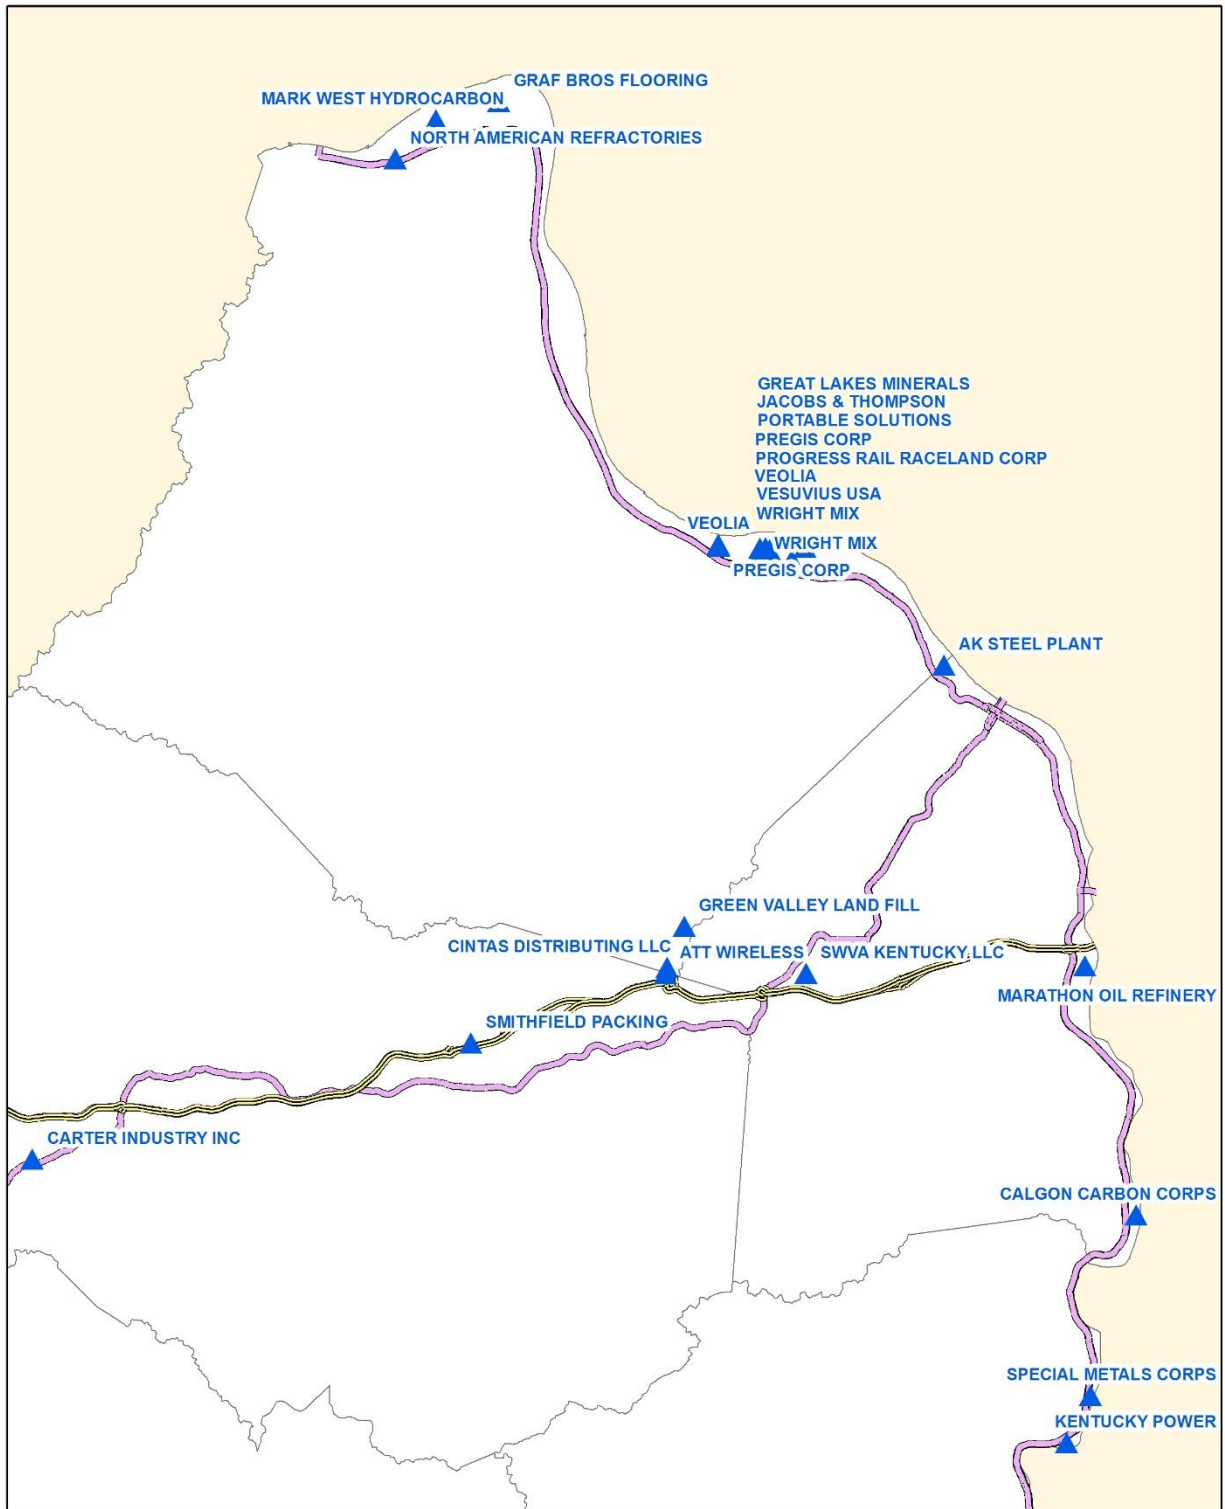 GRAF BROS FLOORING
MARK WEST HYDROCARBON
NORTH AMERICAN REFRACTORIES
GREAT LAKES MINERALS
JACOBS & THOMPSON
PORTABLE SOLUTIONS
PREGIS CORP
PROGRESS RAIL RACELAND CORP
VEOLIA
VESUVIUS USA
WRIGHT MIX
VEOLIA
WRIGHT MIX
PREGIS CORP
AK STEEL PLANT
GREEN VALLEY LAND FILL
CINTAS DISTRIBUTING LLC
ATT WIRELESS
SWVA KENTUCKY LLC
MARATHON OIL REFINERY
SMITHFIELD PACKING
CARTER INDUSTRY INC
CALGON CARBON CORPS
SPECIAL METALS CORPS
KENTUCKY POWER